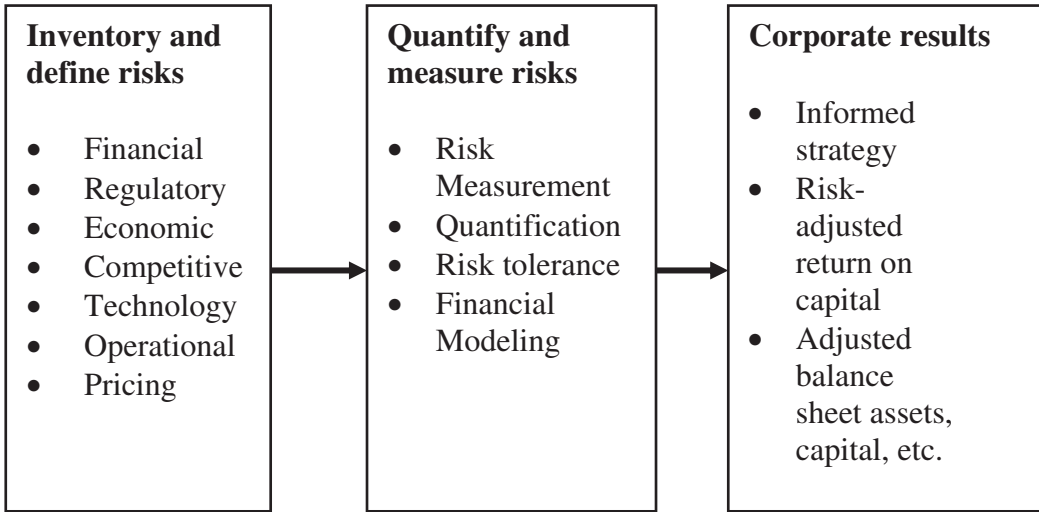 Inventory and
define risks
• Financial
• Regulatory
• Economic
• Competitive
• Technology
• Operational
• Pricing
Quantify and
measure risks
• Risk
Measurement
• Quantification
• Risk tolerance
• Financial
Modeling
Corporate results
• Informed
strategy
• Risk-
adjusted
return on
capital
• Adjusted
balance
sheet assets,
capital, etc.